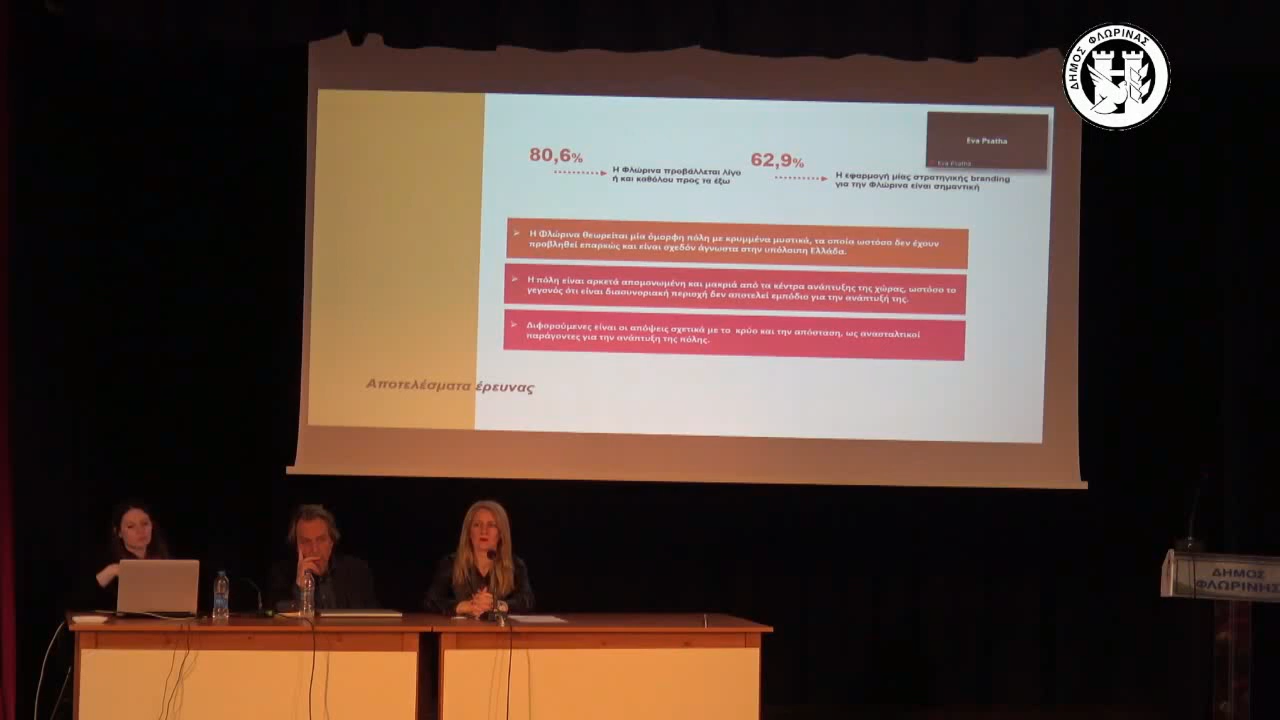 ΔΗΜΟΣ ΦΛΩΡΙΝΑΣ
Eva Psatha
Eva Psatha
80,6%
Η Φλώρινα προβάλλεται λίγο
ή και καθόλου προς τα έξω
62,9%
Η εφαρμογή μίας στρατηγικής branding
για την Φλώρινα είναι σημαντική
➢ Η Φλώρινα θεωρείται μία όμορφη πόλη με κρυμμένα μυστικά, τα οποία ωστόσο δεν έχουν
προβληθεί επαρκώς και είναι σχεδόν άγνωστα στην υπόλοιπη Ελλάδα.
➢ Η πόλη είναι αρκετά απομονωμένη και μακριά από τα κέντρα ανάπτυξης της χώρας, ωστόσο το
γεγονός ότι είναι διασυνοριακή περιοχή δεν αποτελεί εμπόδιο για την ανάπτυξή της.
➢ Διφορούμενες είναι οι απόψεις σχετικά με το κρύο και την απόσταση, ως ανασταλτικοί
παράγοντες για την ανάπτυξη της πόλης.
Αποτελέσματα έρευνας
ΔΗΜΟΣ
ΦΛΩΡΙΝΗΣ